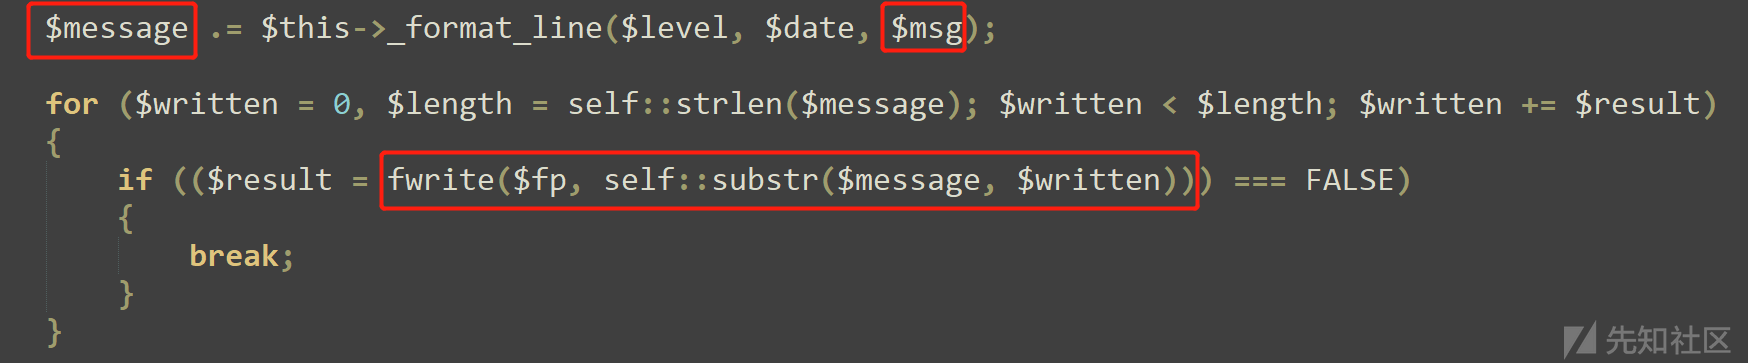 $message .= $this->_format_line($level, $date, $msg);
for ($written = 0, $length = self::strlen($message); $written < $length; $written += $result)
{
if (($result = fwrite($fp, self::substr($message, $written))) === FALSE)
{
break;
}
}
先知社区